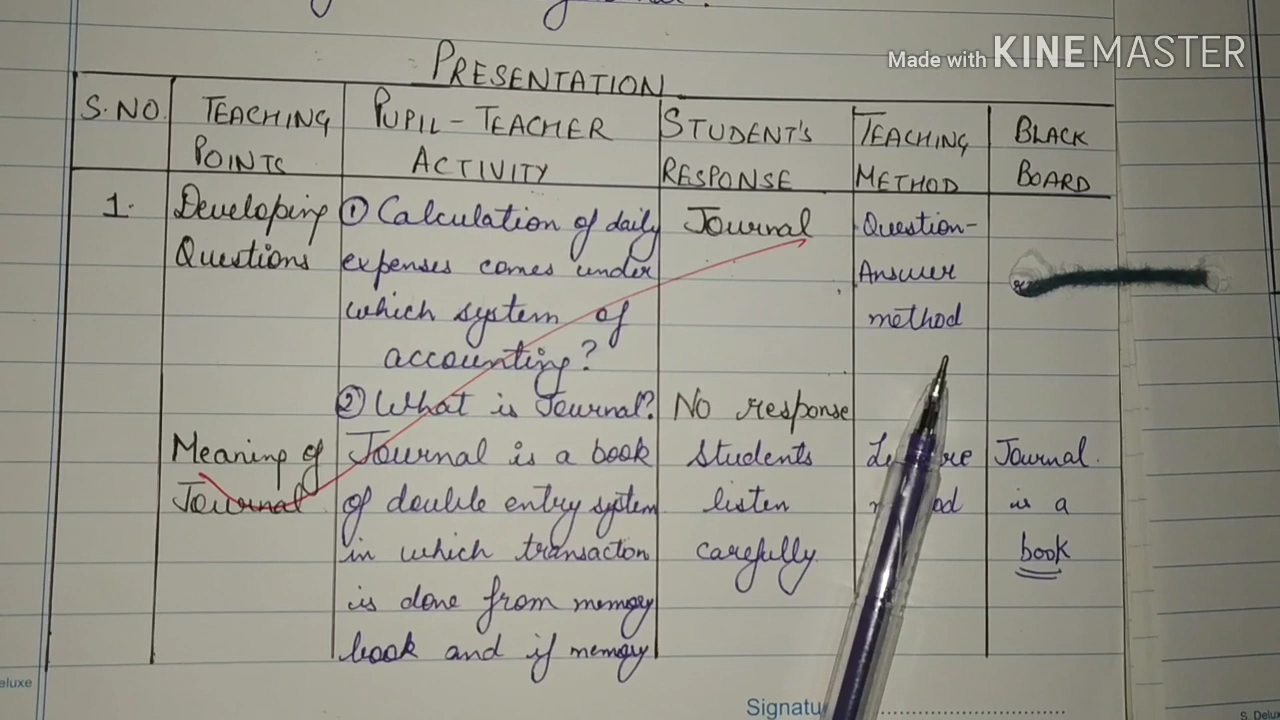 Made with KINEMASTER
PRESENTATION
S.NO. TEACHING POINTS PUPIL-TEACHER ACTIVITY STUDENT'S RESPONSE TEACHING METHOD BLACK BOARD
1. Developing Questions
① Calculation of daily
expenses comes under
which system of
accounting?
Journal
Question-
Answer
method
② What is Journal?
No response
Meaning of
Journal
Journal is a book
of double entry system
in which transacton
is done from memory
book and if memory
Students
listen
carefully
Journal.
is a
book
Deluxe
S. Delu